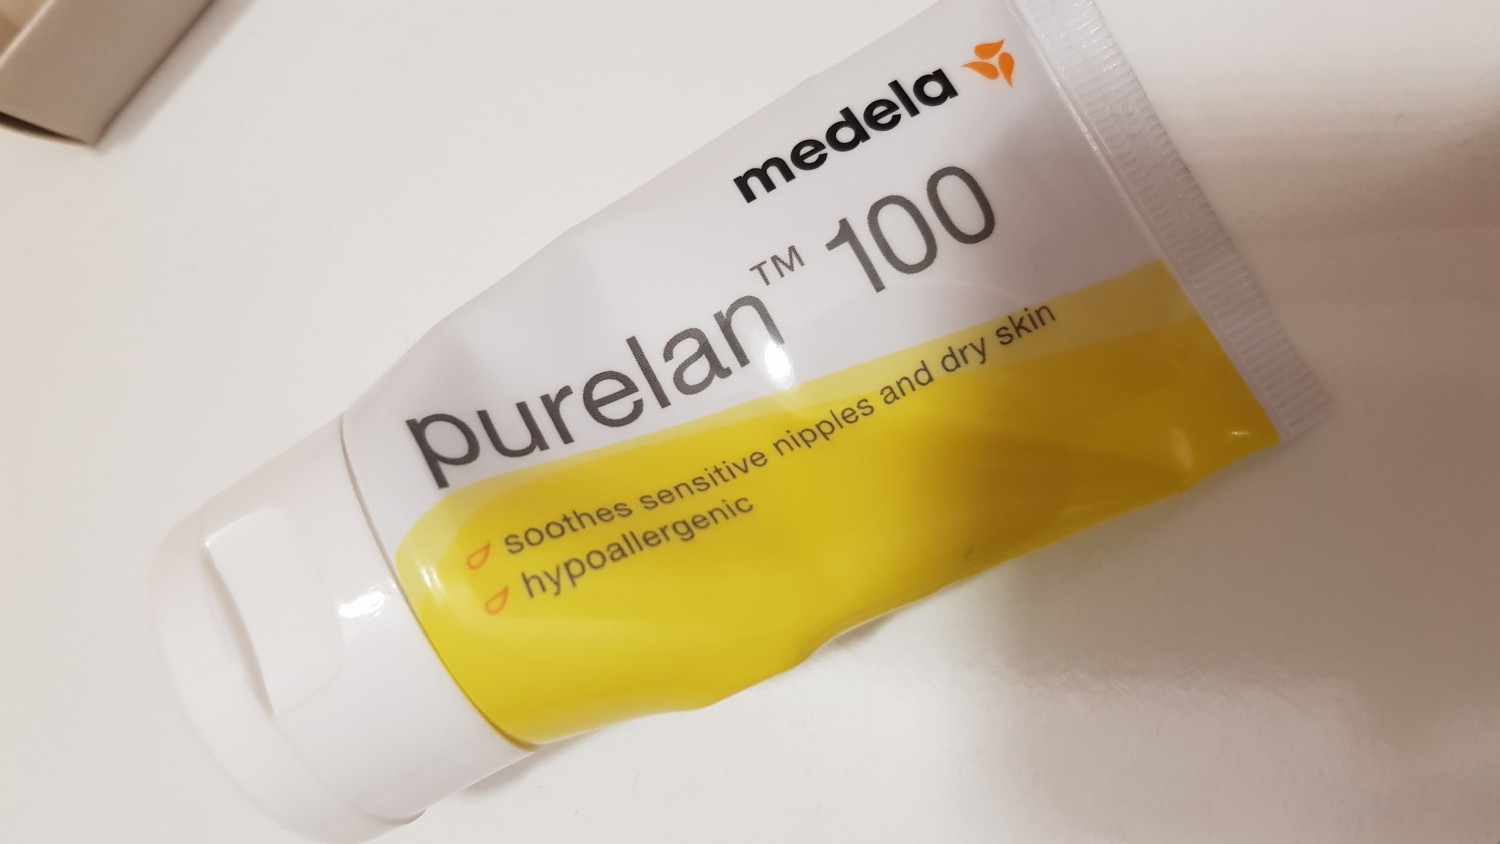 medela
purelan™ 100
soothes sensitive nipples and dry skin
hypoallergenic